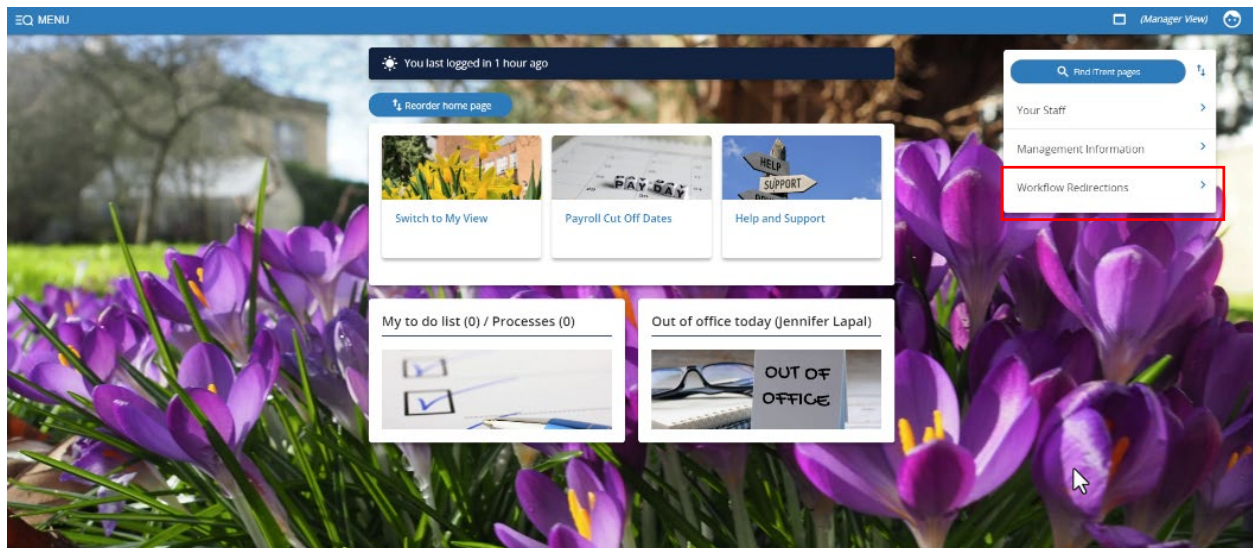 MENU
(Manager View)
You last logged in 1 hour ago
Reorder home page
Switch to My View
PAY DAY
Payroll Cut Off Dates
HELP
SUPPORT
Help and Support
My to do list (0) / Processes (0)
Out of office today (Jennifer Lapal)
OUT OF
OFFICE
Find iTrent pages
Your Staff
Management Information
Workflow Redirections